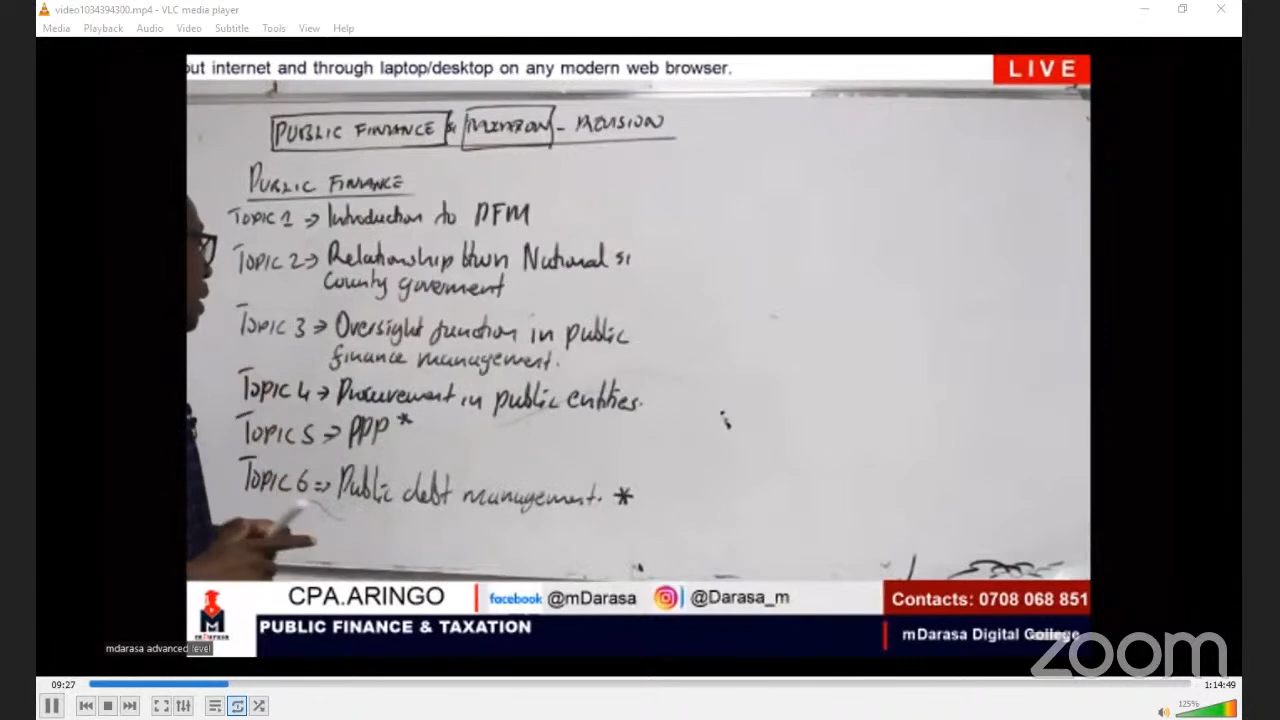 video1034394300.mp4 - VLC media player
Media Playback Audio Video Subtitle Tools View Help
out internet and through laptop/desktop on any modern web browser.
LIVE
PUBLIC FINANCE & TAXATION - REVISION
PUBLIC FINANCE
TOPIC 1 => Introduction to PFM
TOPIC 2 => Relationship btwn National &
County goverment
TOPIC 3 => Oversight function in public
finance management.
TOPIC 4 => Procurement in public entities.
TOPIC 5 => PPP *
TOPIC 6 => Public debt management. *
CPA.ARINGO
facebook @mDarasa @Darasa_m
Contacts: 0708 068 851
mDarasa
PUBLIC FINANCE & TAXATION
mDarasa Digital College
mdarasa advanced level
zoom
09:27
1:14:49
125%